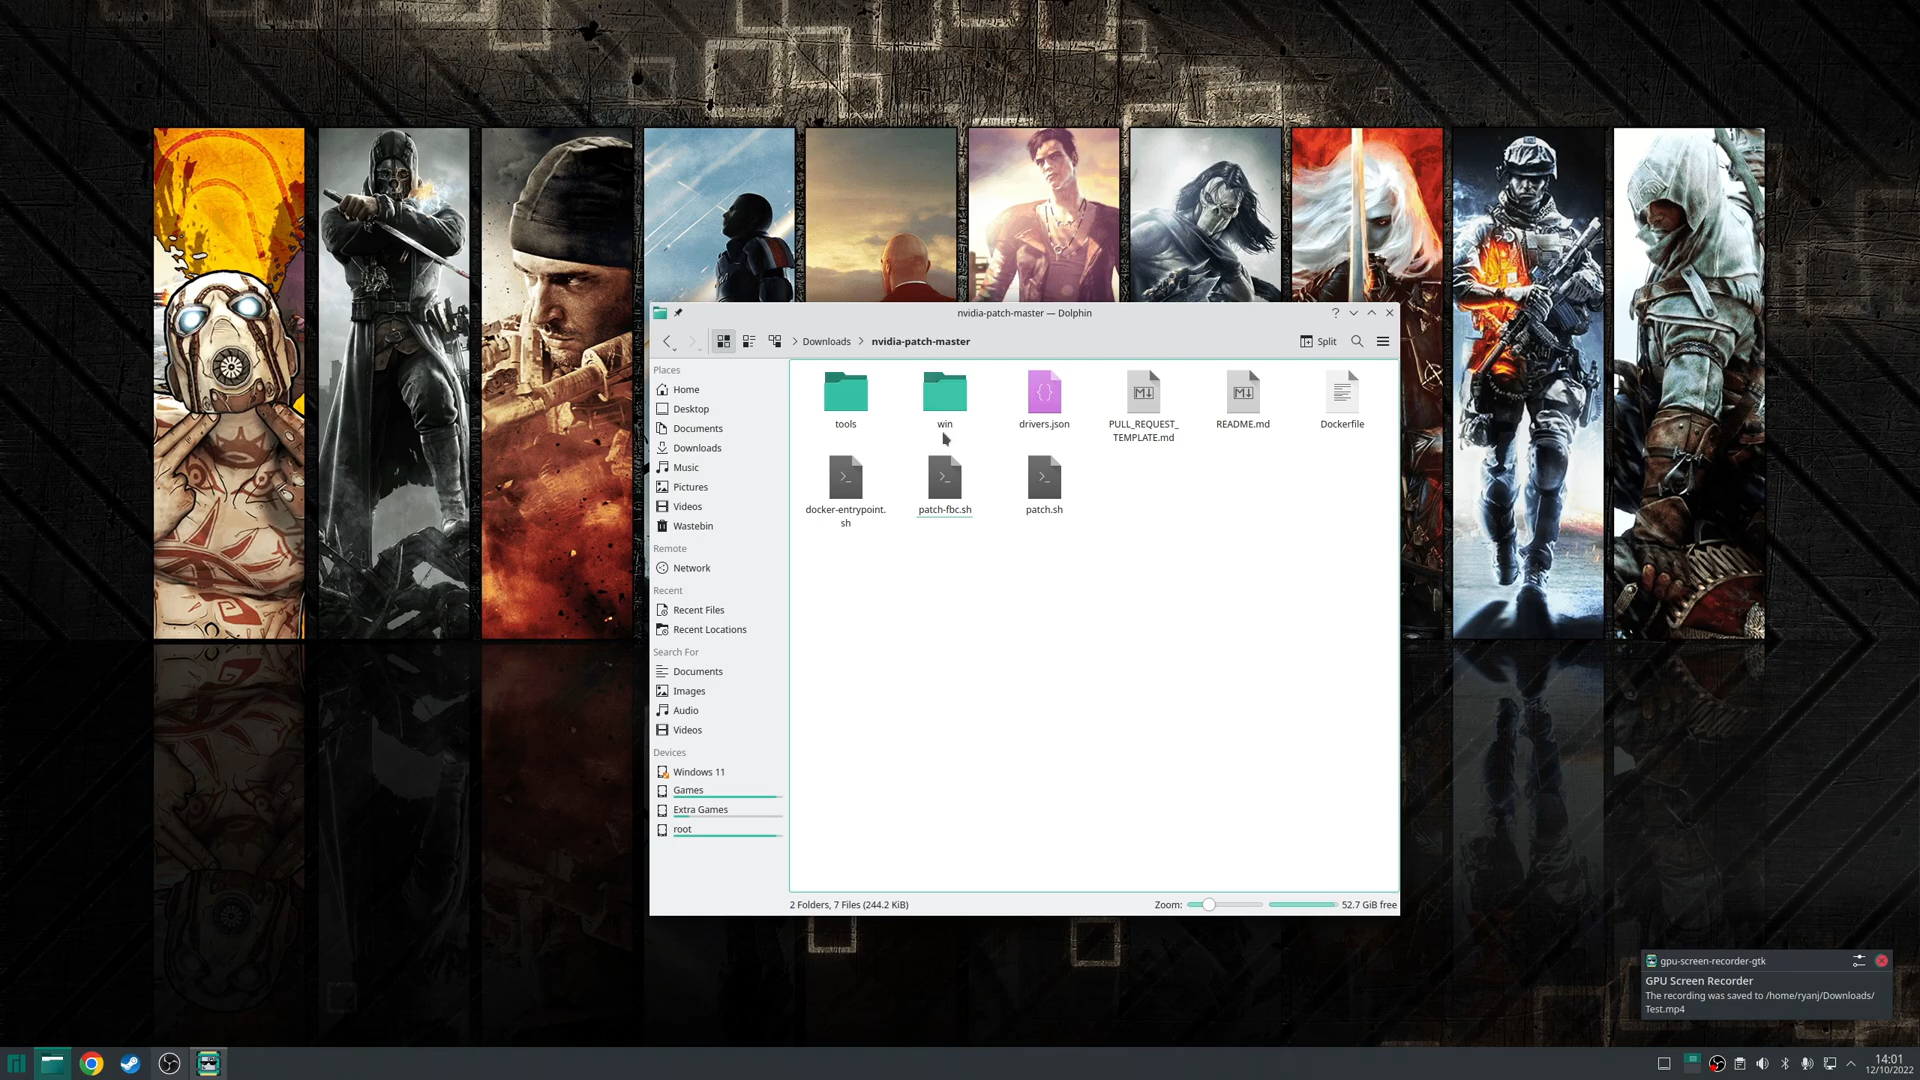 nvidia-patch-master — Dolphin
Downloads
nvidia-patch-master
Split
Places
Home
Desktop
Documents
Downloads
Music
Pictures
Videos
Wastebin
Remote
Network
Recent
Recent Files
Recent Locations
Search For
Documents
Images
Audio
Videos
Devices
Windows 11
Games
Extra Games
root
tools
win
drivers.json
PULL_REQUEST_
TEMPLATE.md
README.md
Dockerfile
docker-entrypoint.
sh
patch-fbc.sh
patch.sh
2 Folders, 7 Files (244.2 KiB)
Zoom:
52.7 GiB free
gpu-screen-recorder-gtk
GPU Screen Recorder
The recording was saved to /home/ryanj/Downloads/
Test.mp4
14:01
12/10/2022